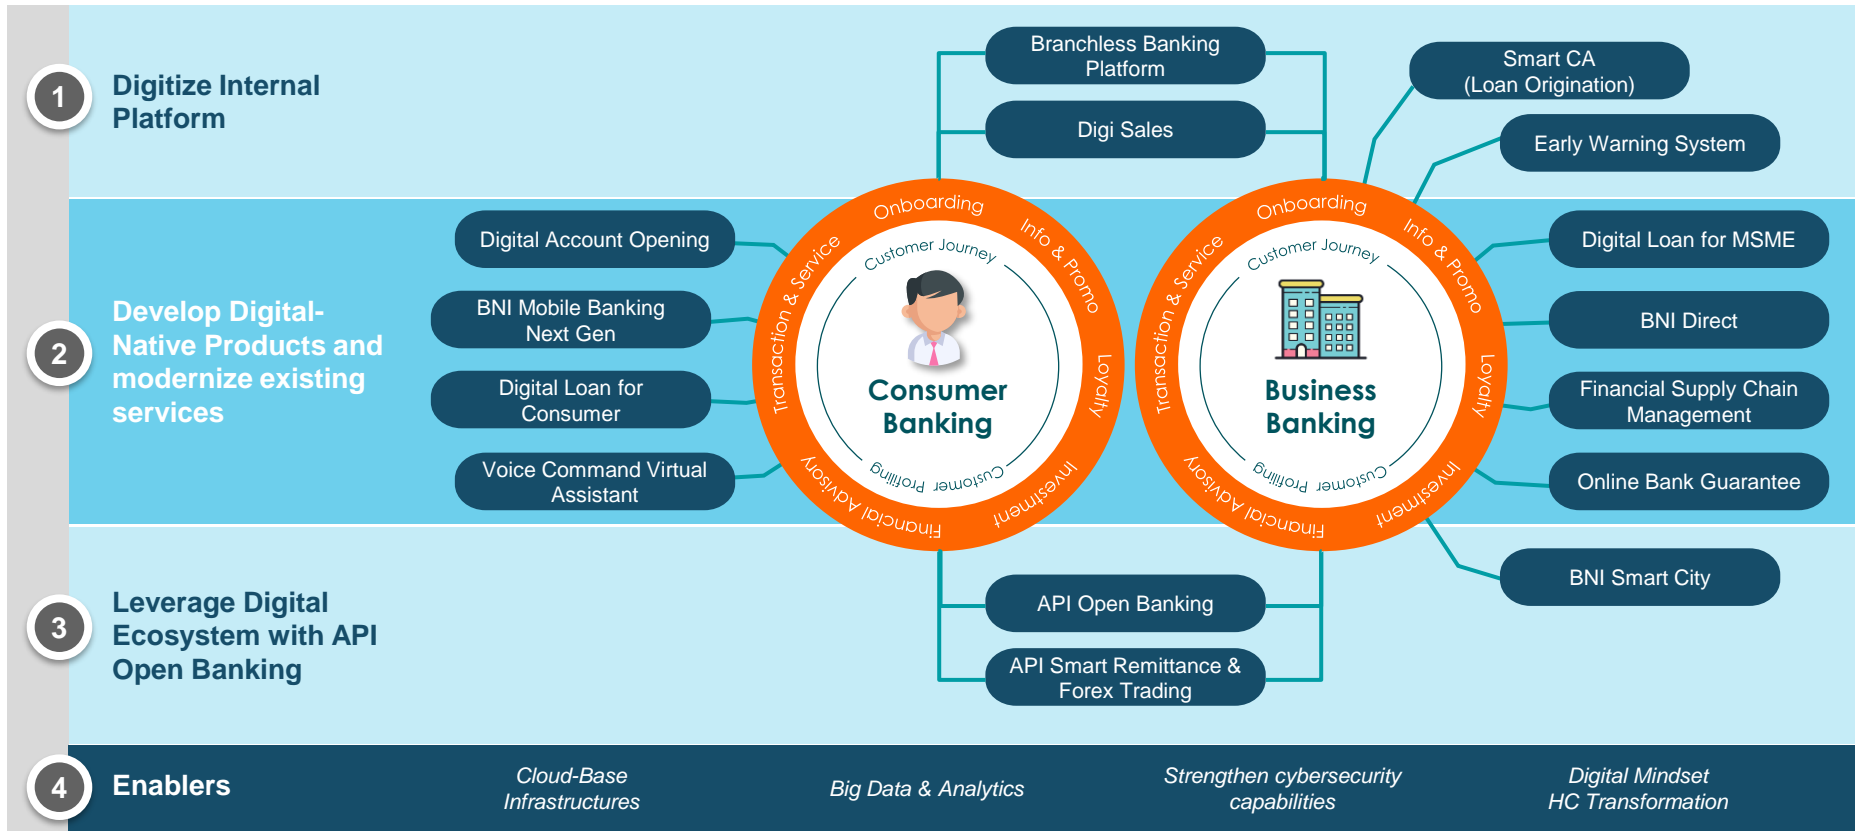 1
Digitize Internal
Platform
Branchless Banking
Platform
Digi Sales
Smart CA
(Loan Origination)
Early Warning System
2
Develop Digital-
Native Products and
modernize existing
services
Digital Account Opening
BNI Mobile Banking
Next Gen
Digital Loan for
Consumer
Voice Command Virtual
Assistant
Onboarding
Info & Promo
Loyalty
Investment
Financial Advisory
Transaction & Service
Customer Journey
Consumer
Banking
Customer Profiling
Onboarding
Info & Promo
Loyalty
Investment
Financial Advisory
Transaction & Service
Customer Journey
Business
Banking
Customer Profiling
Digital Loan for MSME
BNI Direct
Financial Supply Chain
Management
Online Bank Guarantee
3
Leverage Digital
Ecosystem with API
Open Banking
API Open Banking
API Smart Remittance &
Forex Trading
BNI Smart City
4
Enablers
Cloud-Base
Infrastructures
Big Data & Analytics
Strengthen cybersecurity
capabilities
Digital Mindset
HC Transformation